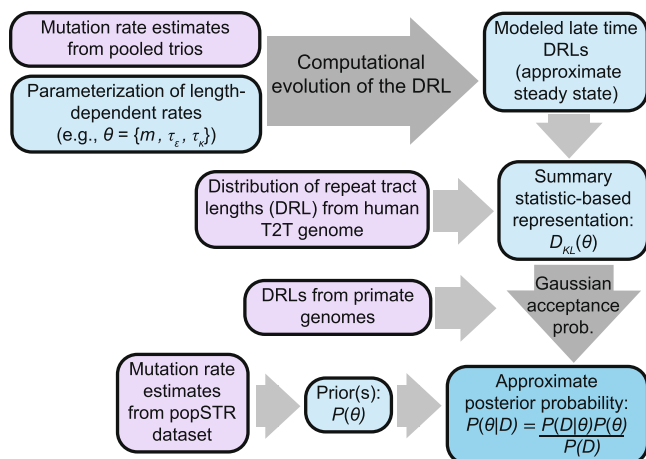 Mutation rate estimates
from pooled trios
Parameterization of length-
dependent rates
(e.g., θ = {m, τε, τκ})
Computational
evolution of the DRL
Modeled late time
DRLs
(approximate
steady state)
Distribution of repeat tract
lengths (DRL) from human
T2T genome
Summary
statistic-based
representation:
DKL(θ)
DRLs from primate
genomes
Gaussian
acceptance
prob.
Mutation rate
estimates
from popSTR
dataset
Prior(s):
P(θ)
Approximate
posterior probability:
P(θ|D) = P(D|θ)P(θ)
P(D)